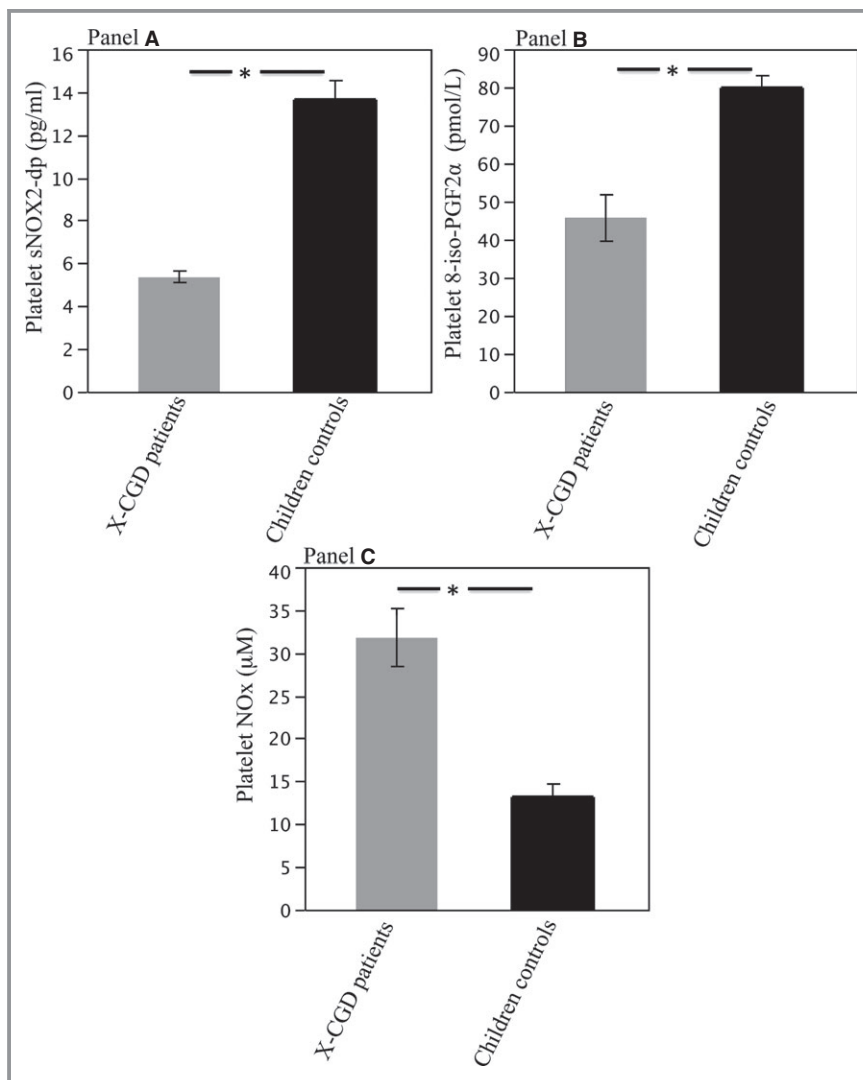 Panel A
16
14
12
10
8
6
4
2
0
Platelet sNOX2-dp (pg/ml)
*
X-CGD patients
Children controls
Panel B
90
80
70
60
50
40
30
20
10
0
Platelet 8-iso-PGF2α (pmol/L)
*
X-CGD patients
Children controls
Panel C
40
35
30
25
20
15
10
5
0
Platelet NOx (μM)
*
X-CGD patients
Children controls